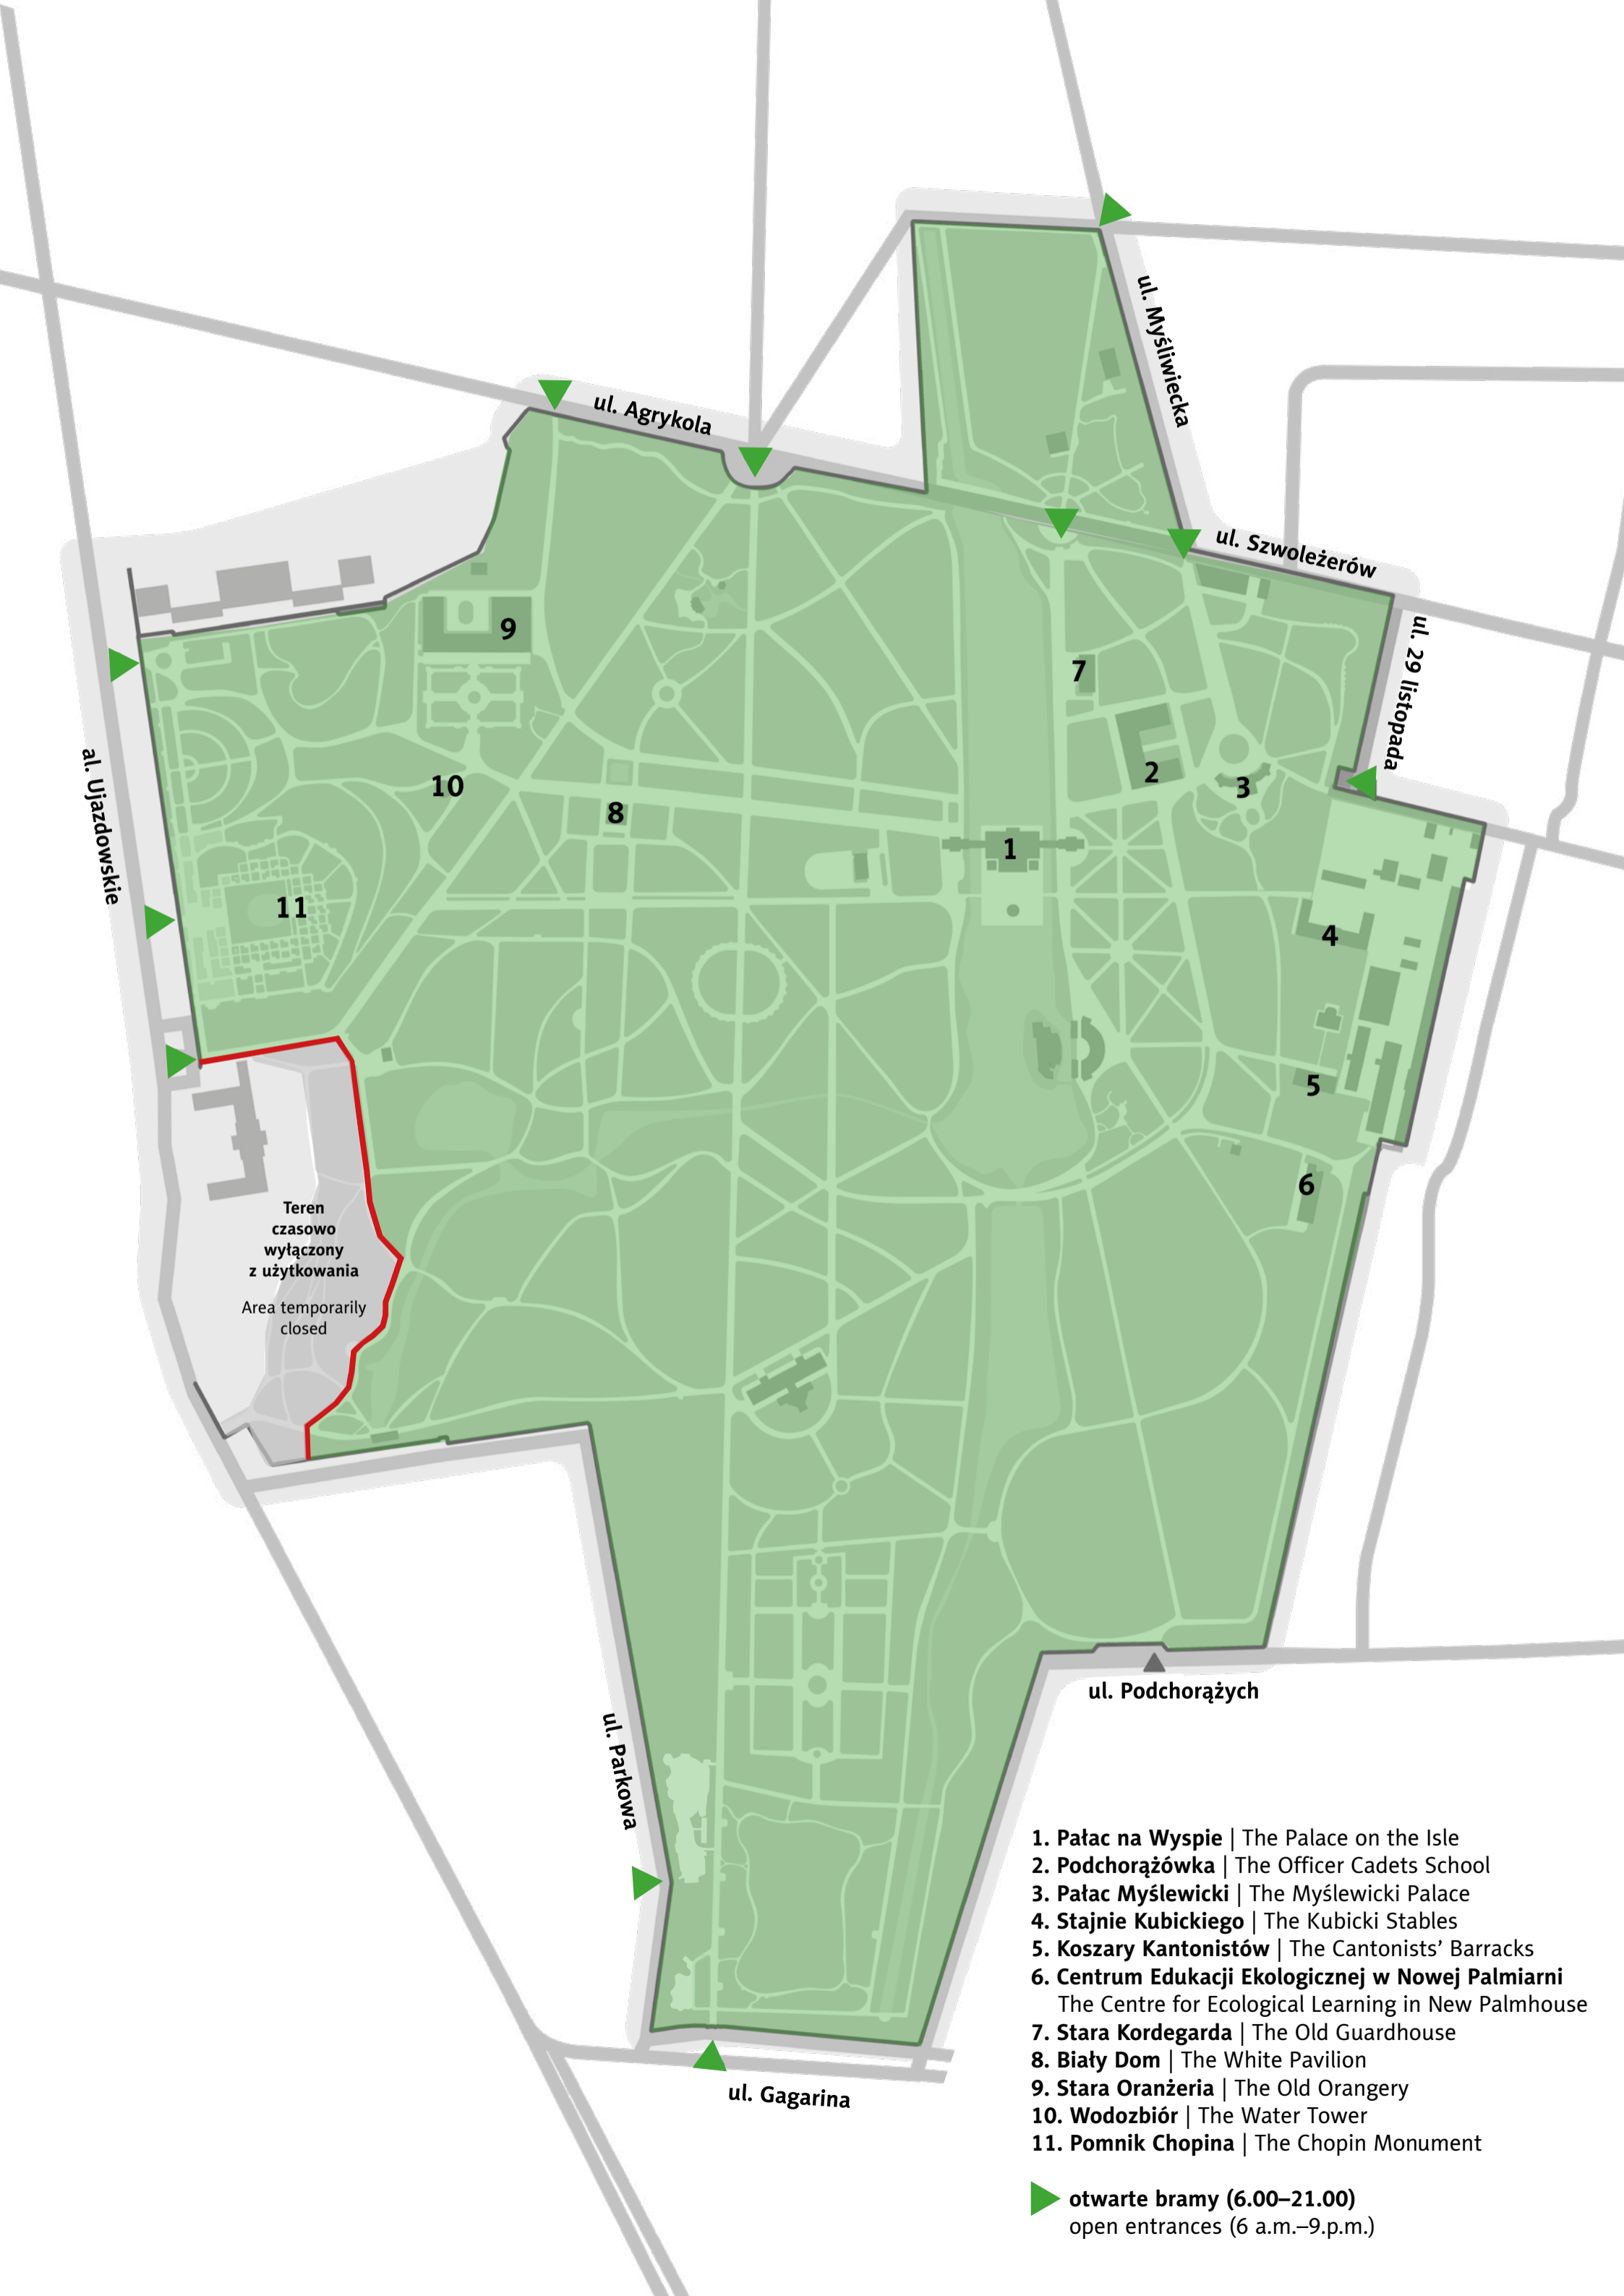 ul. Myśliwiecka
ul. Agrykola
ul. Szwoleżerów
ul. 29 listopada
9
7
al. Ujazdowskie
10
2
3
8
1
11
4
5
6
Teren
czasowo
wyłączony
z użytkowania
Area temporarily
closed
ul. Podchorążych
ul. Parkowa
ul. Gagarina
1. Pałac na Wyspie | The Palace on the Isle
2. Podchorążówka | The Officer Cadets School
3. Pałac Myślewicki | The Myślewicki Palace
4. Stajnie Kubickiego | The Kubicki Stables
5. Koszary Kantonistów | The Cantonists’ Barracks
6. Centrum Edukacji Ekologicznej w Nowej Palmiarni
The Centre for Ecological Learning in New Palmhouse
7. Stara Kordegarda | The Old Guardhouse
8. Biały Dom | The White Pavilion
9. Stara Oranżeria | The Old Orangery
10. Wodozbiór | The Water Tower
11. Pomnik Chopina | The Chopin Monument
otwarte bramy (6.00–21.00)
open entrances (6 a.m.–9.p.m.)